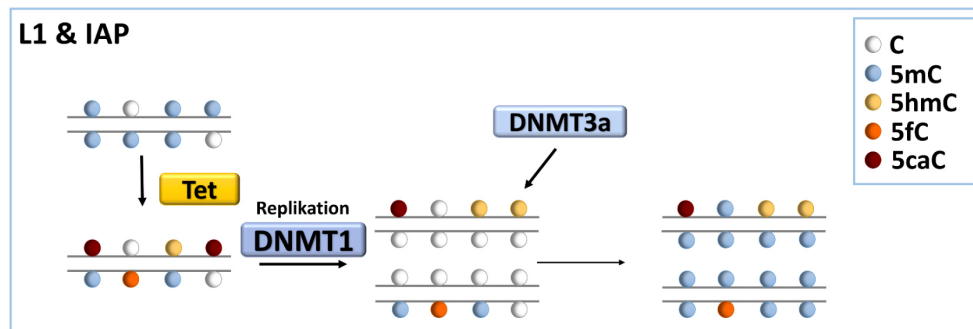 L1 & IAP
C
5mC
5hmC
5fC
5caC
DNMT3a
Tet
Replikation
DNMT1